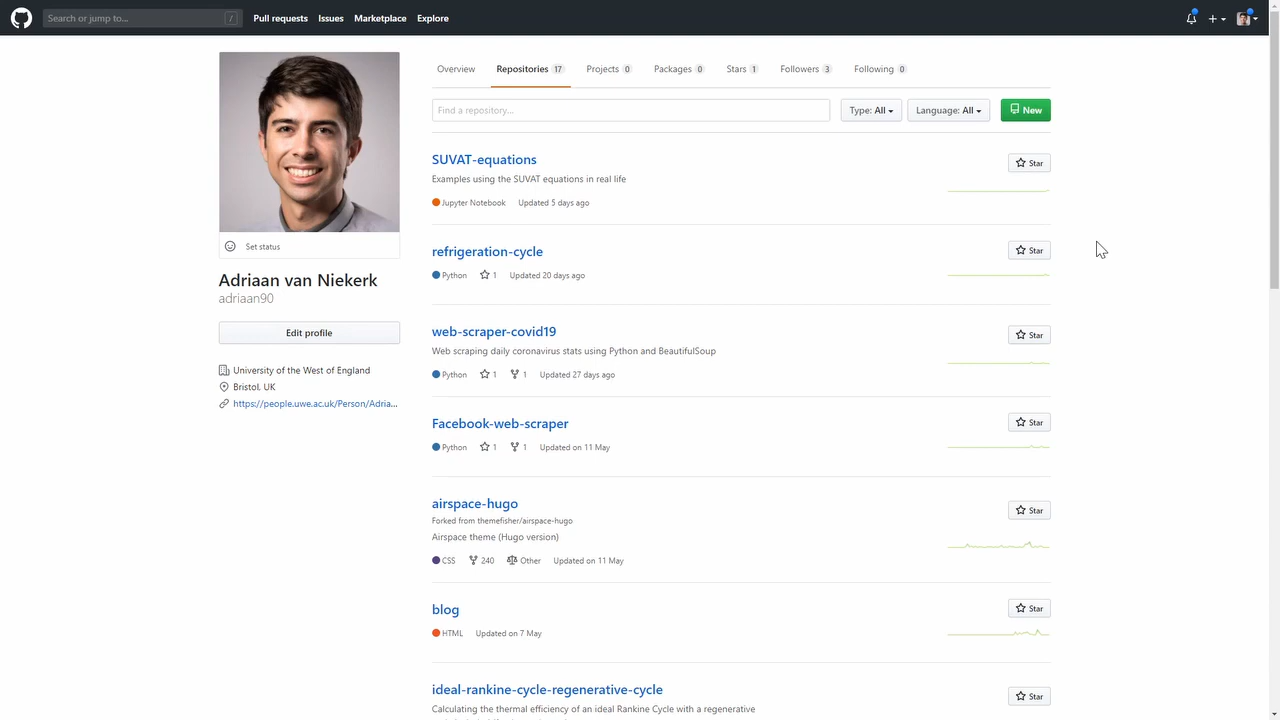 Search or jump to... /
Pull requests Issues Marketplace Explore
Set status
Adriaan van Niekerk
adriaan90
Edit profile
University of the West of England
Bristol, UK
https://people.uwe.ac.uk/Person/Adria...
Overview Repositories 17 Projects 0 Packages 0 Stars 1 Followers 3 Following 0
Find a repository... Type: All Language: All New
SUVAT-equations Star
Examples using the SUVAT equations in real life
Jupyter Notebook Updated 5 days ago
refrigeration-cycle Star
Python 1 Updated 20 days ago
web-scraper-covid19 Star
Web scraping daily coronavirus stats using Python and BeautifulSoup
Python 1 1 Updated 27 days ago
Facebook-web-scraper Star
Python 1 1 Updated on 11 May
airspace-hugo Star
Forked from themefisher/airspace-hugo
Airspace theme (Hugo version)
CSS 240 Other Updated on 11 May
blog Star
HTML Updated on 7 May
ideal-rankine-cycle-regenerative-cycle Star
Calculating the thermal efficiency of an ideal Rankine Cycle with a regenerative